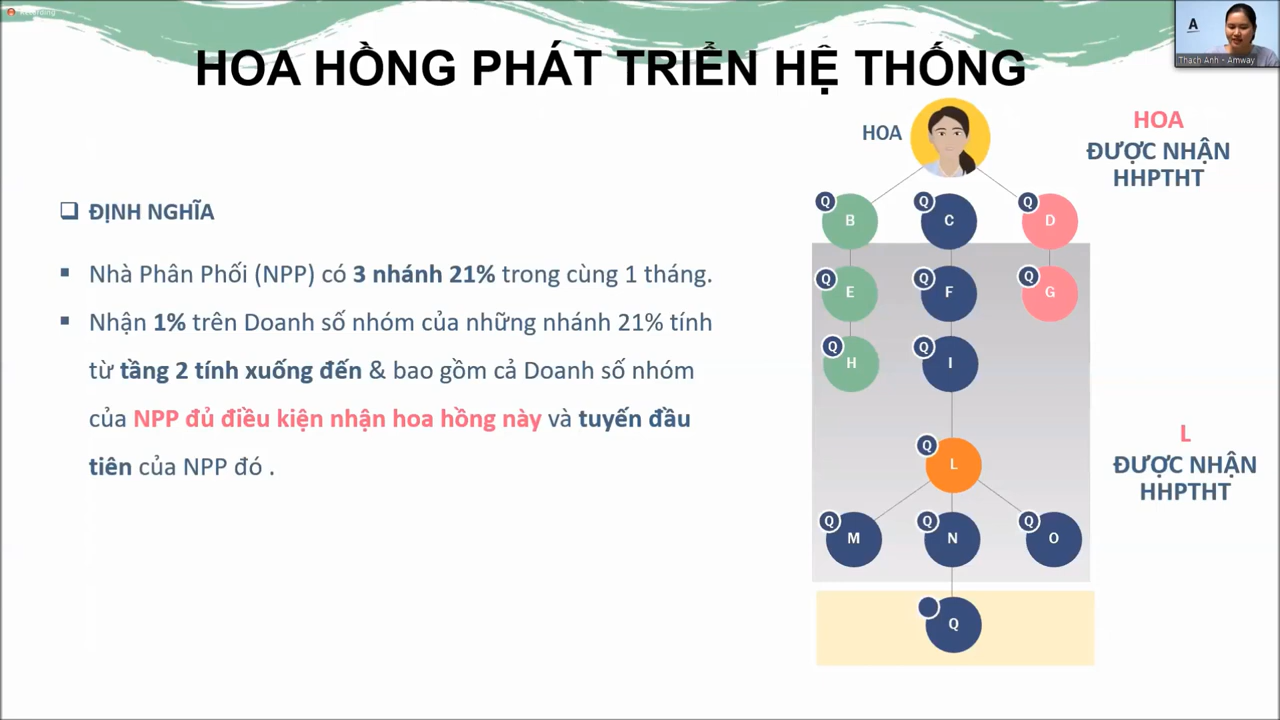 Recording
A
Thach Anh - Amway
HOA HỒNG PHÁT TRIỂN HỆ THỐNG
HOA
HOA
ĐƯỢC NHẬN
HHPTHT
ĐỊNH NGHĨA
Nhà Phân Phối (NPP) có 3 nhánh 21% trong cùng 1 tháng.
Nhận 1% trên Doanh số nhóm của những nhánh 21% tính
từ tầng 2 tính xuống đến & bao gồm cả Doanh số nhóm
của NPP đủ điều kiện nhận hoa hồng này và tuyến đầu
tiên của NPP đó .
Q B Q C Q D
Q E Q F Q G
Q H Q I
Q L
L
ĐƯỢC NHẬN
HHPTHT
Q M Q N Q O
Q